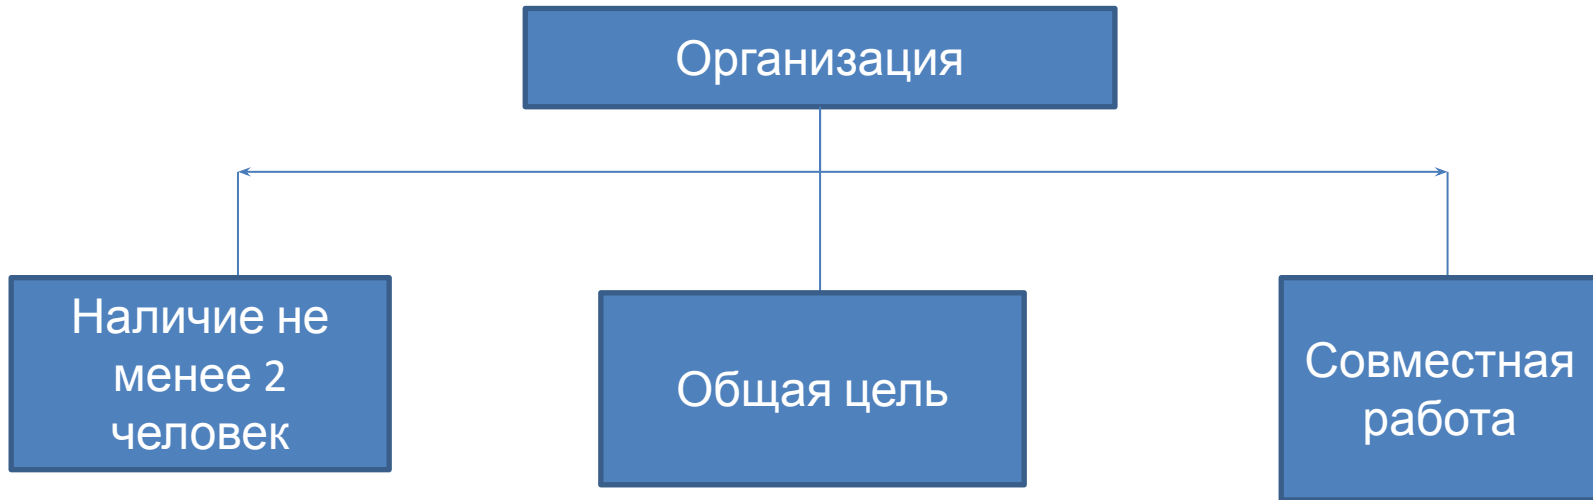 Организация
Наличие не
менее 2
человек
Общая цель
Совместная
работа